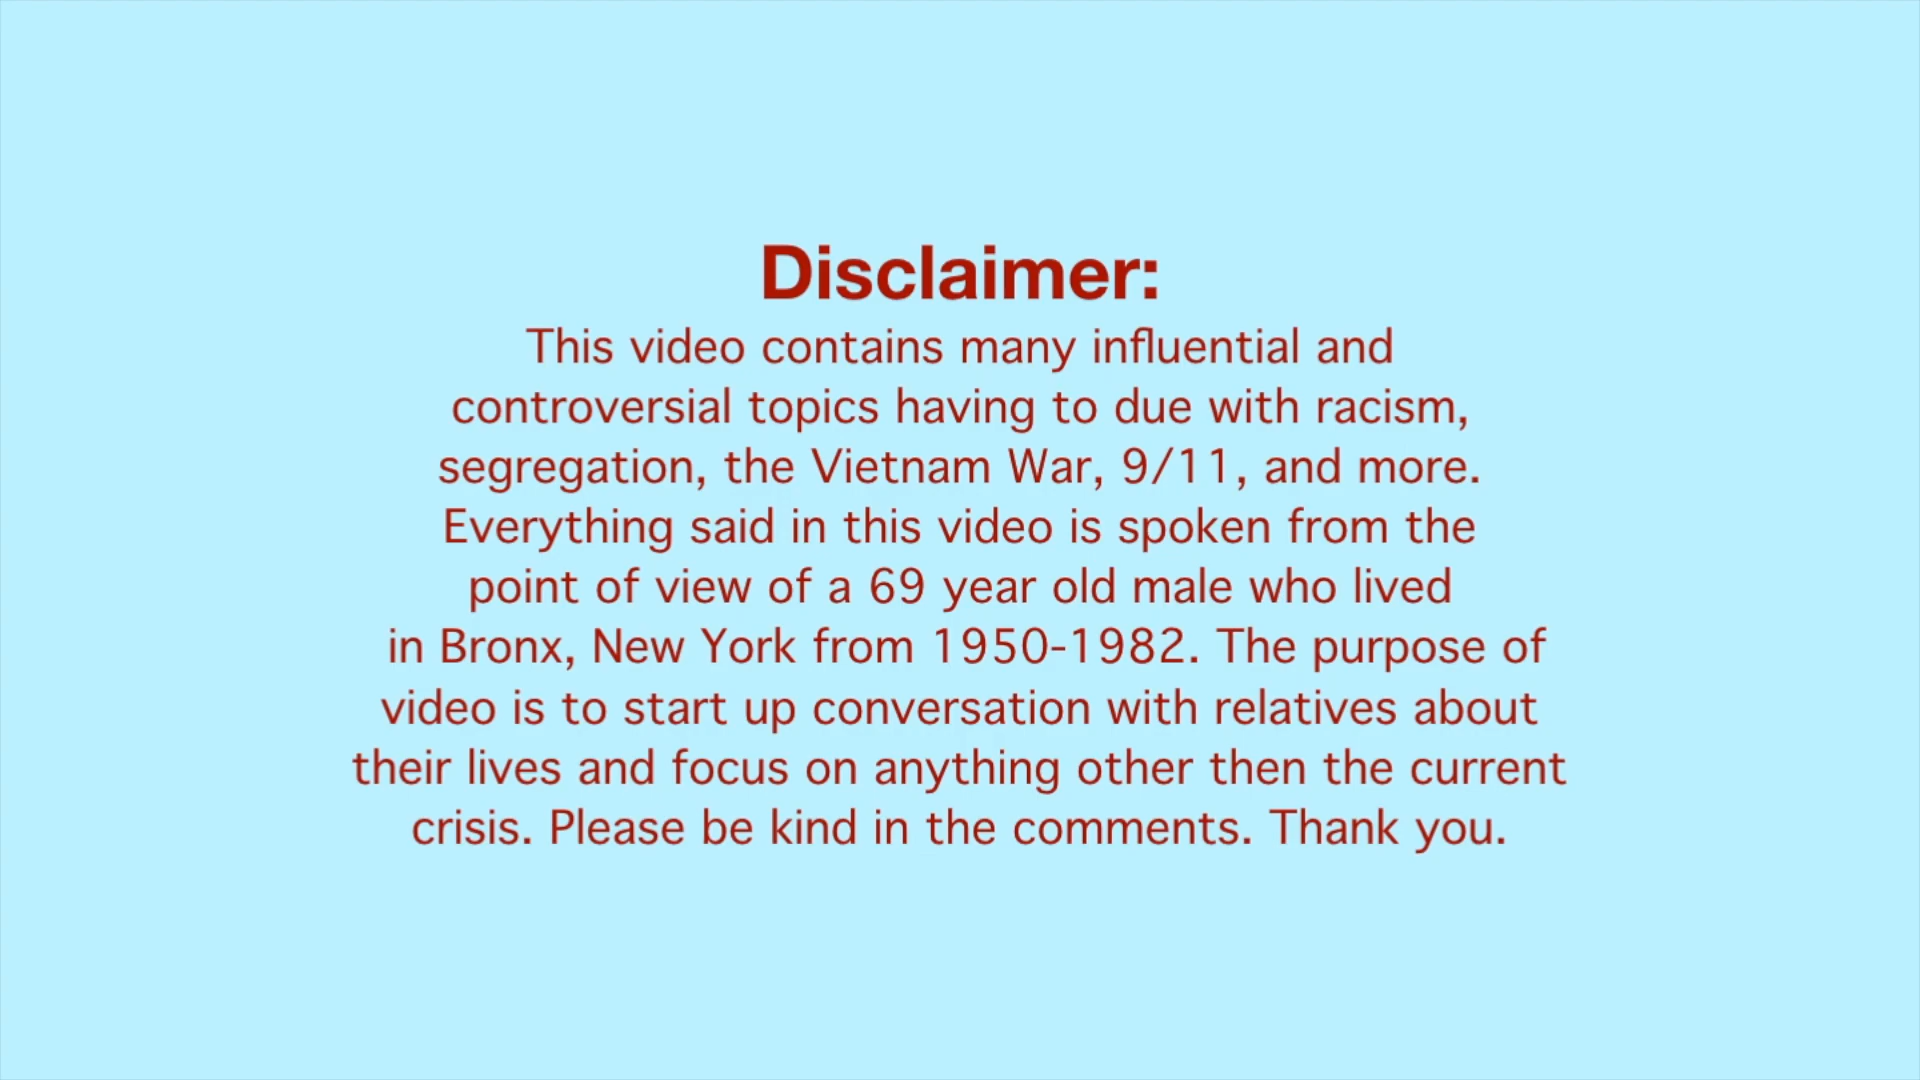 Disclaimer:
This video contains many influential and
controversial topics having to due with racism,
segregation, the Vietnam War, 9/11, and more.
Everything said in this video is spoken from the
point of view of a 69 year old male who lived
in Bronx, New York from 1950-1982. The purpose of
video is to start up conversation with relatives about
their lives and focus on anything other then the current
crisis. Please be kind in the comments. Thank you.